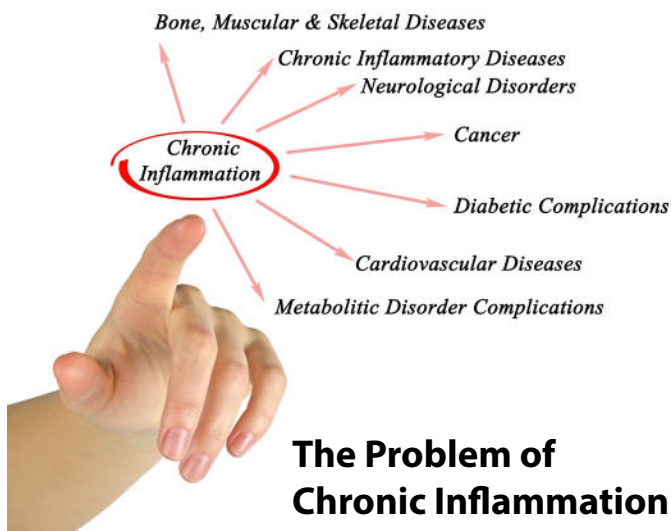 Bone, Muscular & Skeletal Diseases
Chronic Inflammatory Diseases
Neurological Disorders
Chronic
Inflammation
Cancer
Diabetic Complications
Cardiovascular Diseases
Metabolitic Disorder Complications
The Problem of
Chronic Inflammation